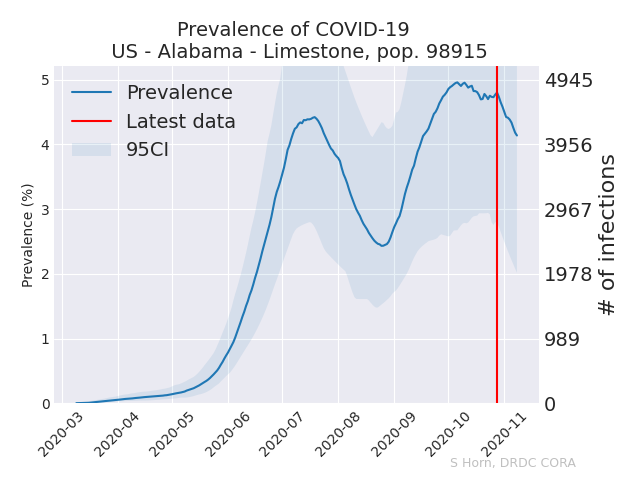 Prevalence of COVID-19
US - Alabama - Limestone, pop. 98915
Prevalence
Latest data
95CI
Prevalence (%)
5
4
3
2
1
0
4945
3956
2967
1978
989
0
# of infections
2020-03
2020-04
2020-05
2020-06
2020-07
2020-08
2020-09
2020-10
2020-11
S Horn, DRDC CORA